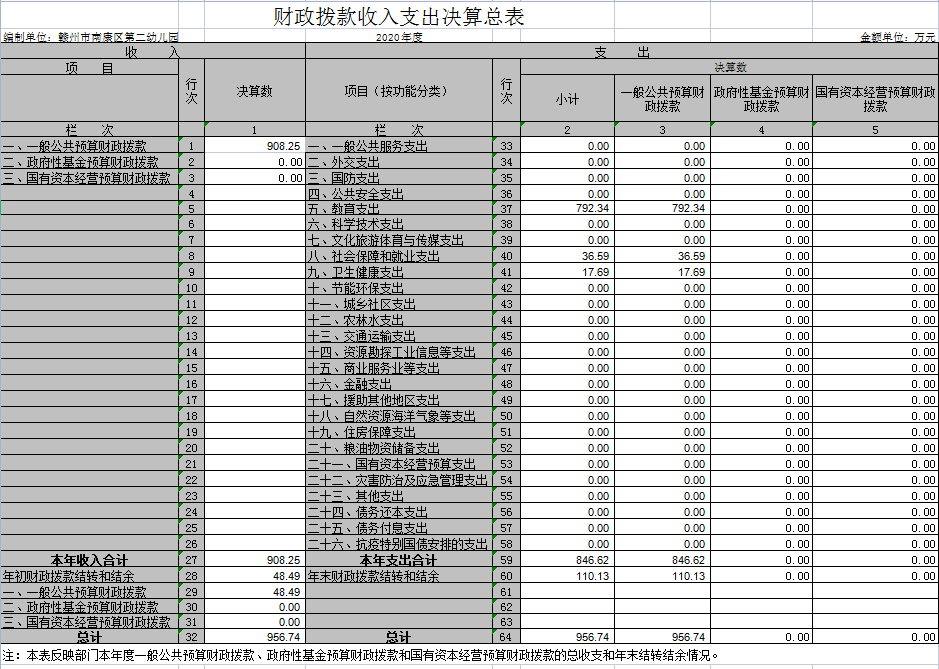 财政拨款收入支出决算总表
编制单位：赣州市南康区第二幼儿园 2020年度 金额单位：万元
收 入 支 出
项 目 行次 决算数 项目（按功能分类） 行次 决算数
小计 一般公共预算财政拨款 政府性基金预算财政拨款 国有资本经营预算财政拨款
栏 次 1 栏 次 2 3 4 5
一、一般公共预算财政拨款 1 908.25 一、一般公共服务支出 33 0.00 0.00 0.00 0.00
二、政府性基金预算财政拨款 2 0.00 二、外交支出 34 0.00 0.00 0.00 0.00
三、国有资本经营预算财政拨款 3 0.00 三、国防支出 35 0.00 0.00 0.00 0.00
4 四、公共安全支出 36 0.00 0.00 0.00 0.00
5 五、教育支出 37 792.34 792.34 0.00 0.00
6 六、科学技术支出 38 0.00 0.00 0.00 0.00
7 七、文化旅游体育与传媒支出 39 0.00 0.00 0.00 0.00
8 八、社会保障和就业支出 40 36.59 36.59 0.00 0.00
9 九、卫生健康支出 41 17.69 17.69 0.00 0.00
10 十、节能环保支出 42 0.00 0.00 0.00 0.00
11 十一、城乡社区支出 43 0.00 0.00 0.00 0.00
12 十二、农林水支出 44 0.00 0.00 0.00 0.00
13 十三、交通运输支出 45 0.00 0.00 0.00 0.00
14 十四、资源勘探工业信息等支出 46 0.00 0.00 0.00 0.00
15 十五、商业服务业等支出 47 0.00 0.00 0.00 0.00
16 十六、金融支出 48 0.00 0.00 0.00 0.00
17 十七、援助其他地区支出 49 0.00 0.00 0.00 0.00
18 十八、自然资源海洋气象等支出 50 0.00 0.00 0.00 0.00
19 十九、住房保障支出 51 0.00 0.00 0.00 0.00
20 二十、粮油物资储备支出 52 0.00 0.00 0.00 0.00
21 二十一、国有资本经营预算支出 53 0.00 0.00 0.00 0.00
22 二十二、灾害防治及应急管理支出 54 0.00 0.00 0.00 0.00
23 二十三、其他支出 55 0.00 0.00 0.00 0.00
24 二十四、债务还本支出 56 0.00 0.00 0.00 0.00
25 二十五、债务付息支出 57 0.00 0.00 0.00 0.00
26 二十六、抗疫特别国债安排的支出 58 0.00 0.00 0.00 0.00
本年收入合计 27 908.25 本年支出合计 59 846.62 846.62 0.00 0.00
年初财政拨款结转和结余 28 48.49 年末财政拨款结转和结余 60 110.13 110.13 0.00 0.00
一、一般公共预算财政拨款 29 48.49 61
二、政府性基金预算财政拨款 30 0.00 62
三、国有资本经营预算财政拨款 31 0.00 63
总计 32 956.74 总计 64 956.74 956.74 0.00 0.00
注：本表反映部门本年度一般公共预算财政拨款、政府性基金预算财政拨款和国有资本经营预算财政拨款的总收支和年末结转结余情况。